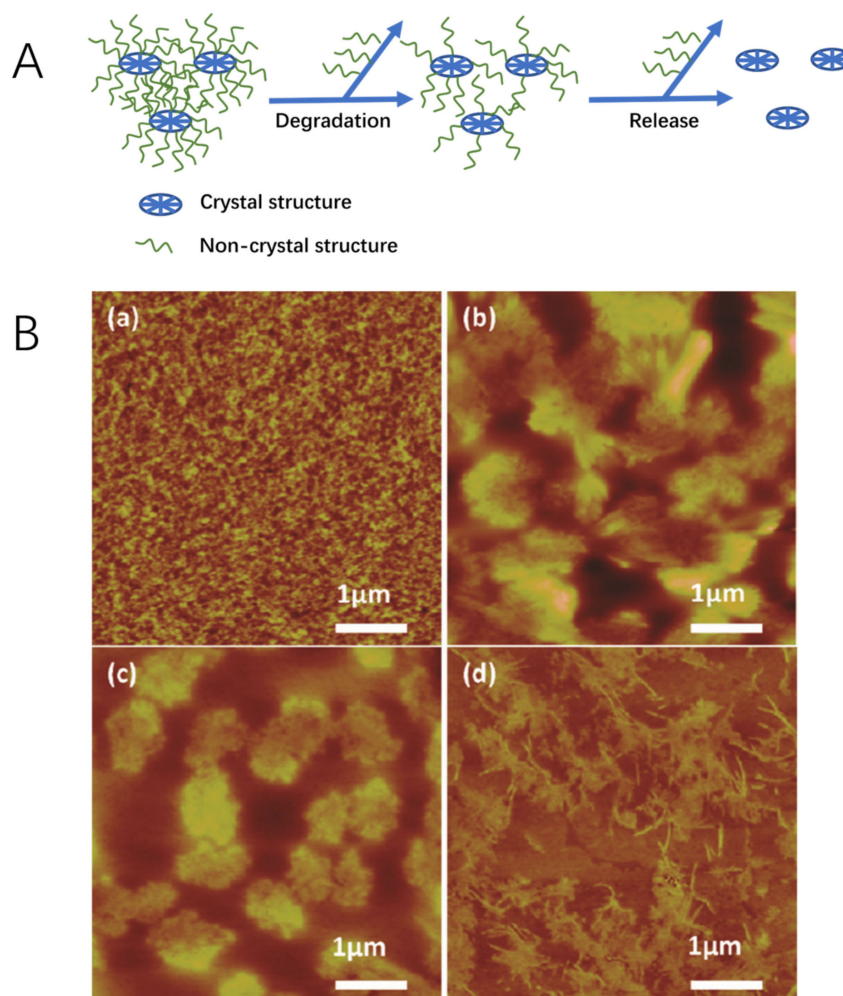 A
Degradation
Release
Crystal structure
Non-crystal structure
B
(a)
(b)
1μm
1μm
(c)
(d)
1μm
1μm